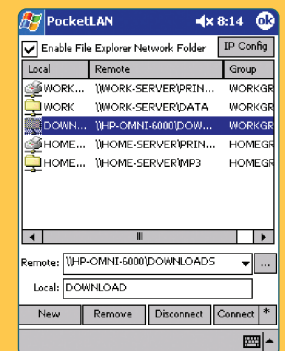 PocketLAN 8:14 ok
Enable File Explorer Network Folder IP Config
Local Remote Group
WORK... \\WORK-SERVER\PRIN... WORKGR
WORK \\WORK-SERVER\DATA WORKGR
DOWN... \\HP-OMNI-6000\DOW... WORKGR
HOME... \\HOME-SERVER\PRIN... HOMEGR
HOME... \\HOME-SERVER\MP3 HOMEGR
Remote: \\HP-OMNI-6000\DOWNLOADS ...
Local: DOWNLOAD
New Remove Disconnect Connect *